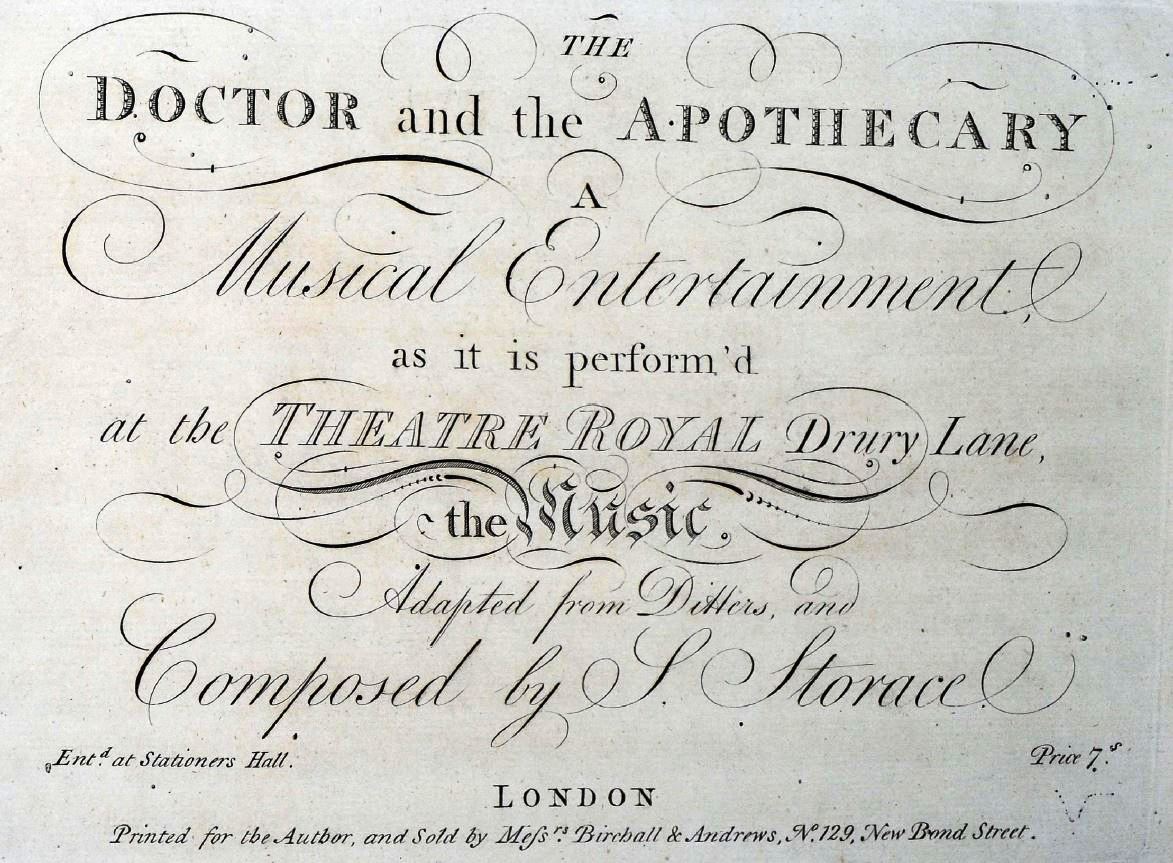 THE
DOCTOR and the APOTHECARY
A
Musical Entertainment,
as it is perform'd
at the THEATRE ROYAL Drury Lane,
the Music.
Adapted from Ditters, and
Composed by S. Storace
Entd. at Stationers Hall.
Price 7s.
LONDON
Printed for the Author, and Sold by Meſsrs. Birchall & Andrews, No. 129, New Bond Street.